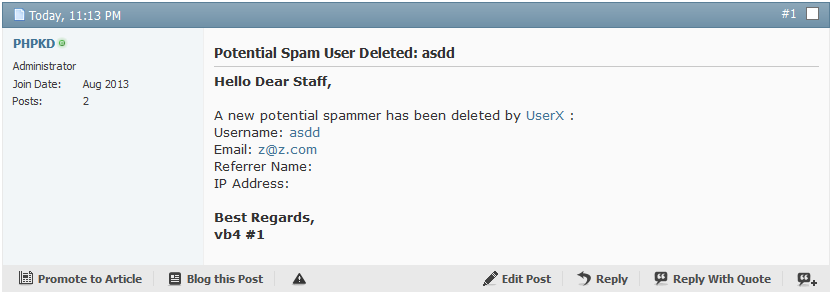 Today, 11:13 PM #1
PHPKD
Administrator
Join Date: Aug 2013
Posts: 2
Potential Spam User Deleted: asdd
Hello Dear Staff,
A new potential spammer has been deleted by UserX :
Username: asdd
Email: z@z.com
Referrer Name:
IP Address:
Best Regards,
vb4 #1
Promote to Article Blog this Post Edit Post Reply Reply With Quote